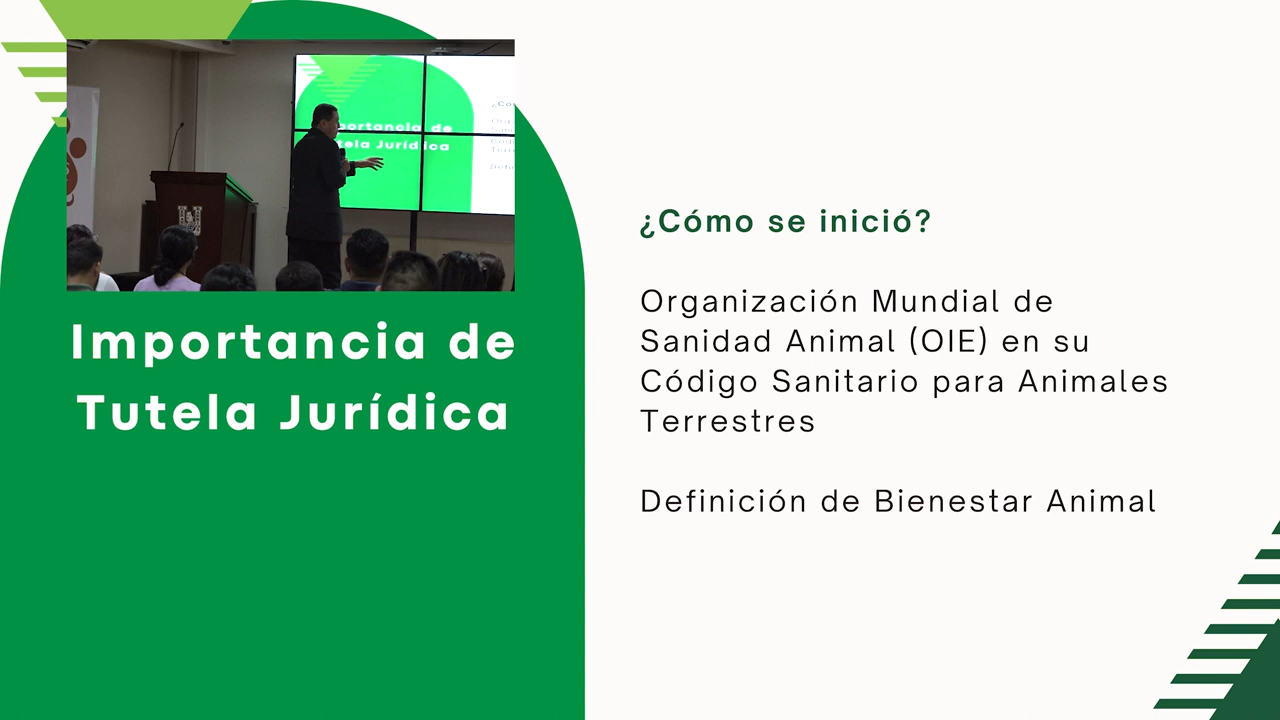 Importancia de
Tutela Jurídica
¿Cómo se inició?
Organización Mundial de
Sanidad Animal (OIE) en su
Código Sanitario para Animales
Terrestres
Definición de Bienestar Animal